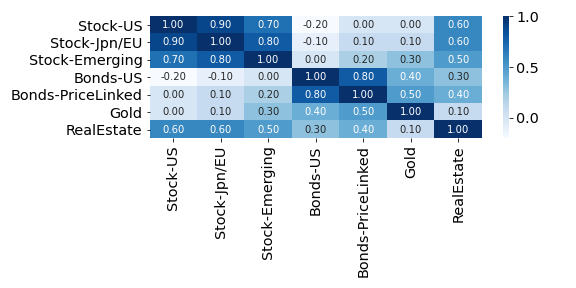 Stock-US 1.00 0.90 0.70 -0.20 0.00 0.00 0.60
Stock-Jpn/EU 0.90 1.00 0.80 -0.10 0.10 0.10 0.60
Stock-Emerging 0.70 0.80 1.00 0.00 0.20 0.30 0.50
Bonds-US -0.20 -0.10 0.00 1.00 0.80 0.40 0.30
Bonds-PriceLinked 0.00 0.10 0.20 0.80 1.00 0.50 0.40
Gold 0.00 0.10 0.30 0.40 0.50 1.00 0.10
RealEstate 0.60 0.60 0.50 0.30 0.40 0.10 1.00
Stock-US
Stock-Jpn/EU
Stock-Emerging
Bonds-US
Bonds-PriceLinked
Gold
RealEstate
1.0
0.5
0.0